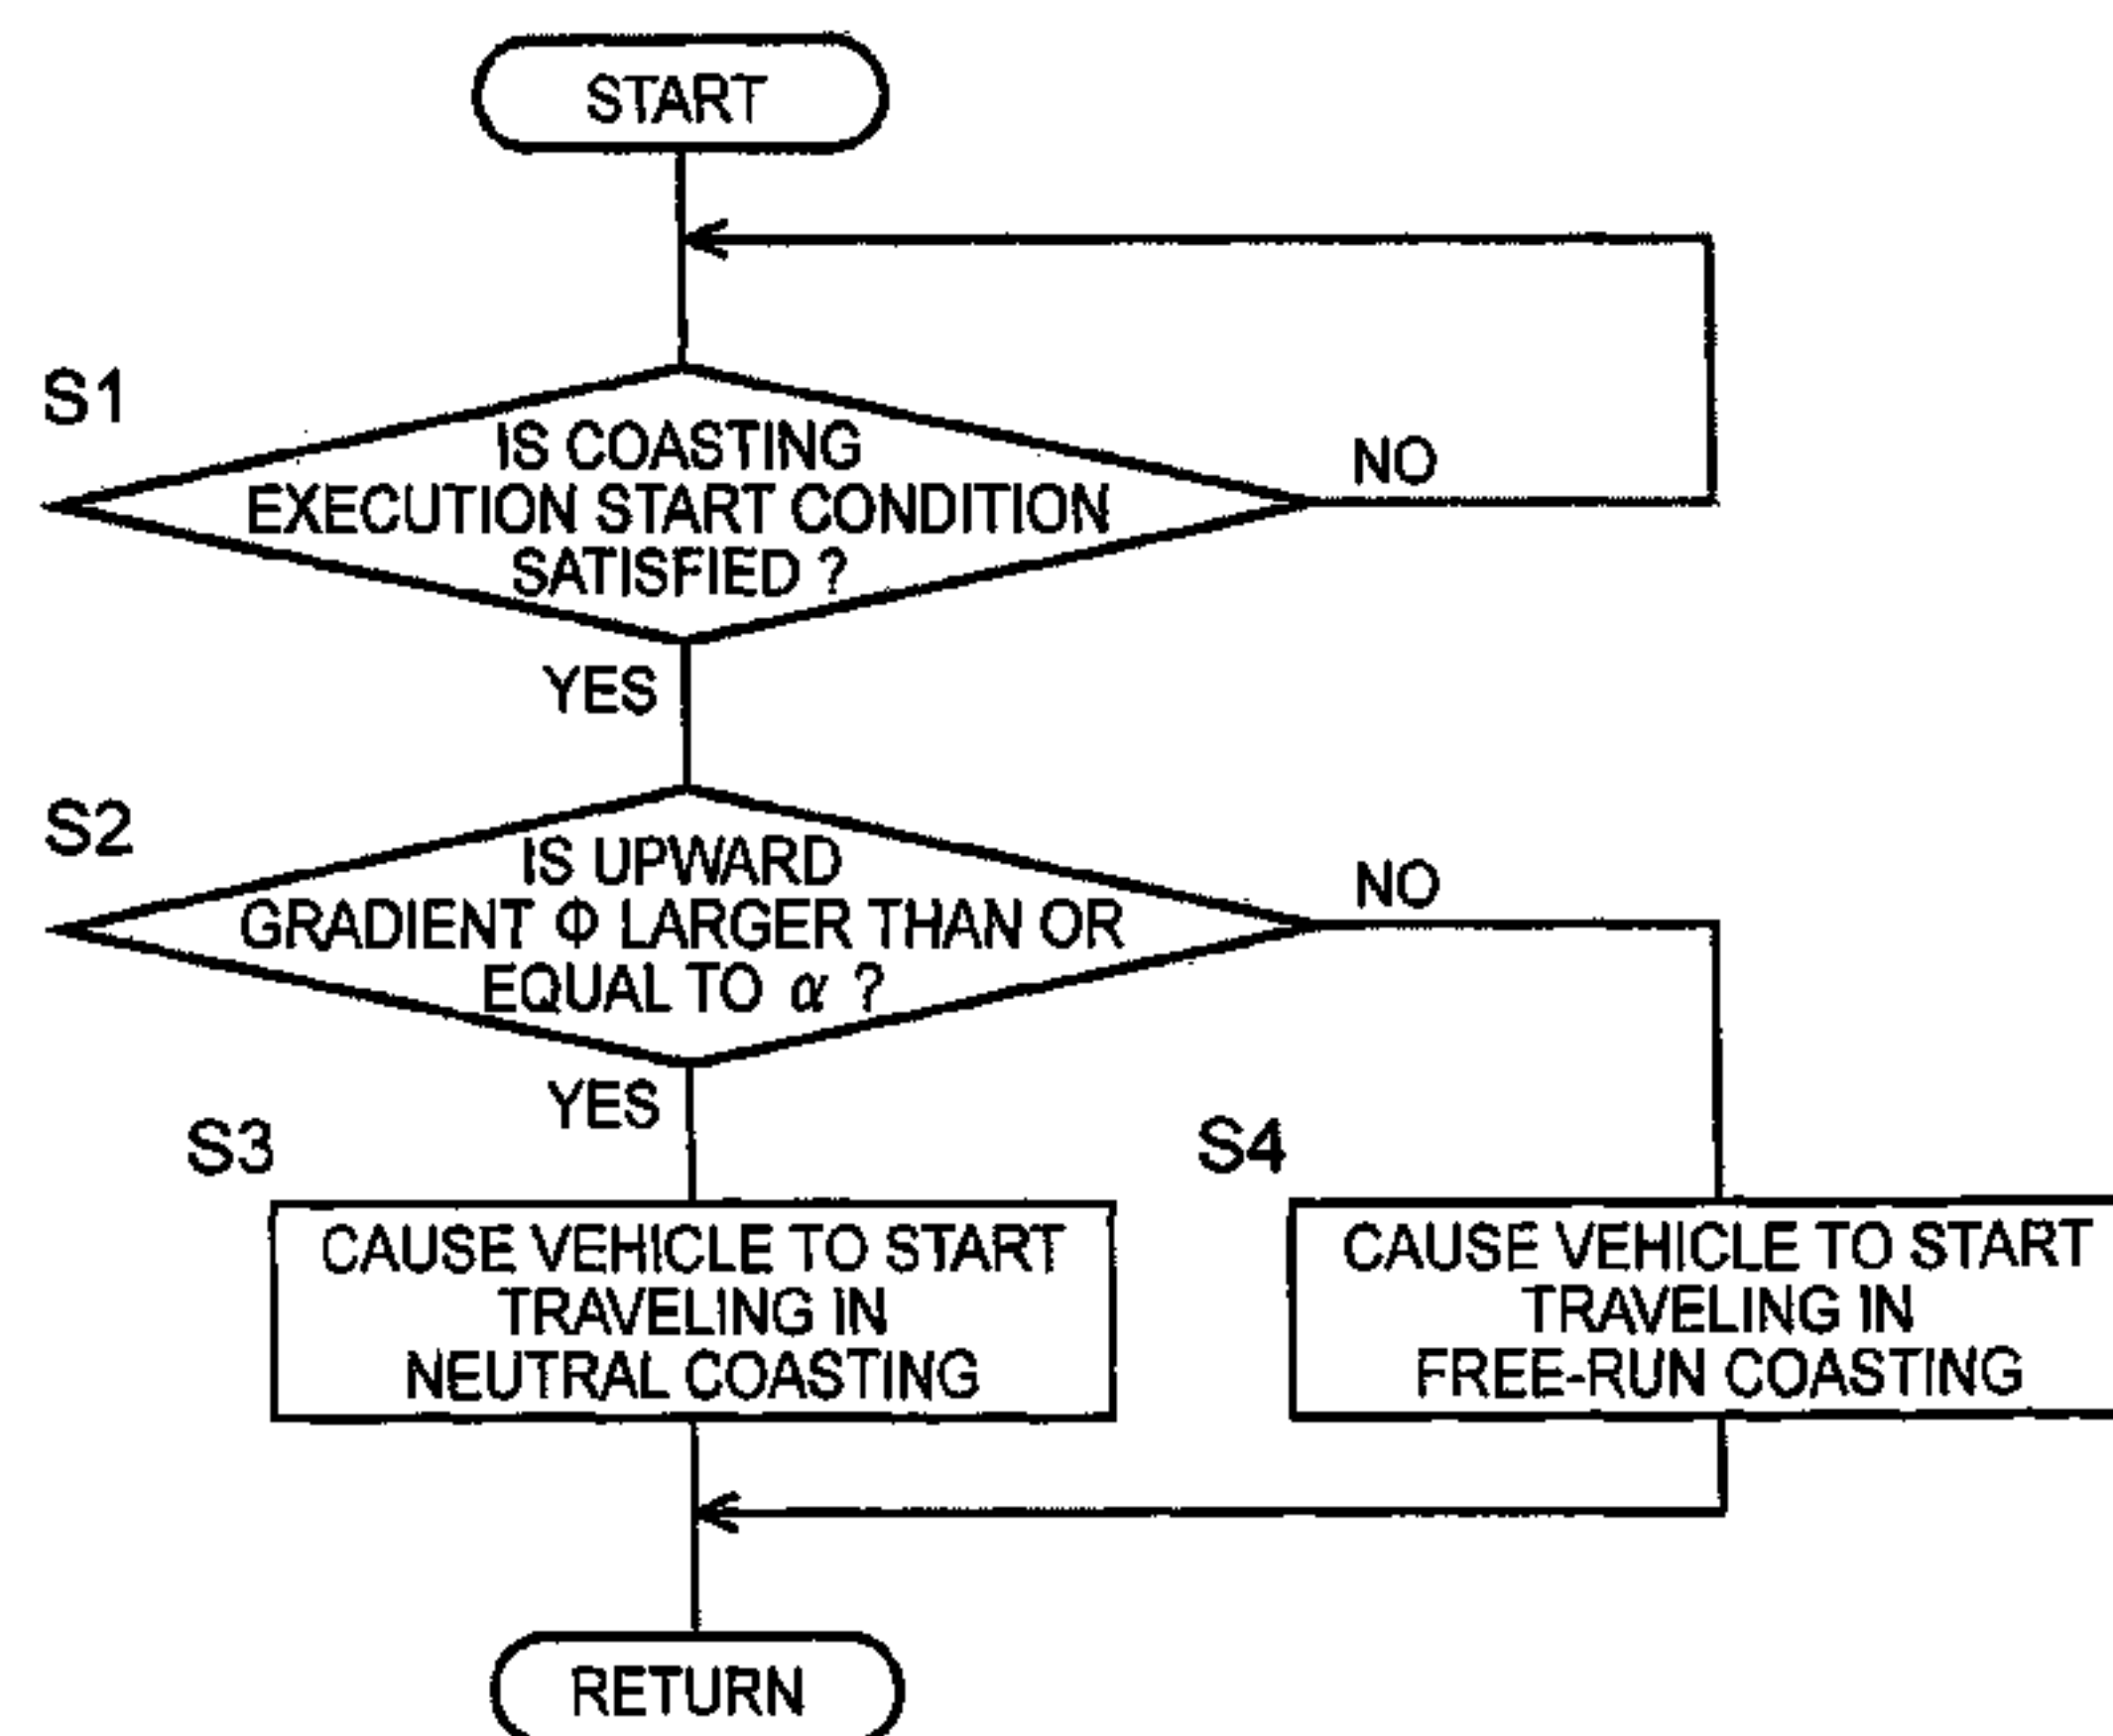 START
S1
IS COASTING
EXECUTION START CONDITION
SATISFIED ?
NO
YES
S2
IS UPWARD
GRADIENT Φ LARGER THAN OR
EQUAL TO α ?
NO
YES
S3
CAUSE VEHICLE TO START
TRAVELING IN
NEUTRAL COASTING
S4
CAUSE VEHICLE TO START
TRAVELING IN
FREE-RUN COASTING
RETURN